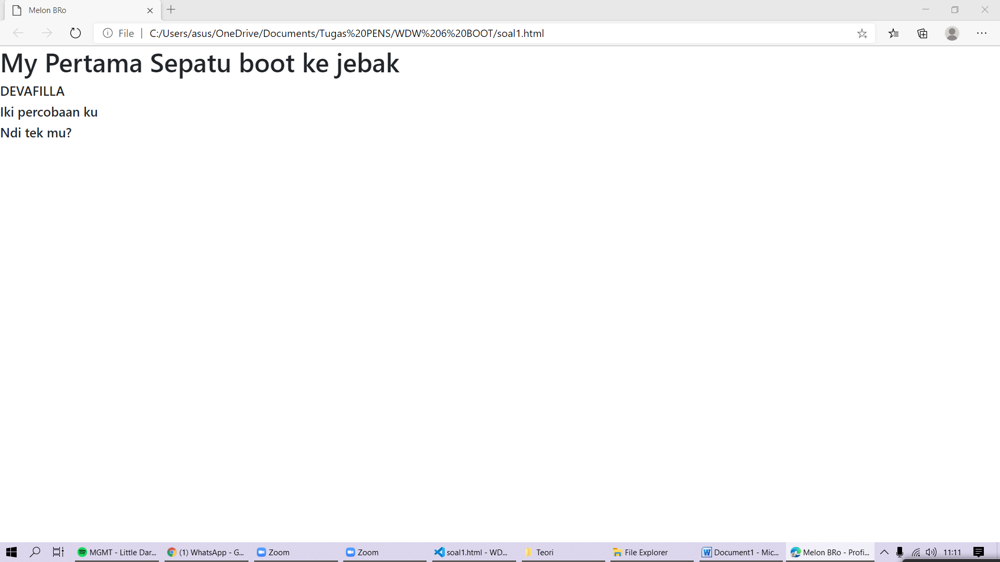 Melon BRo
File | C:/Users/asus/OneDrive/Documents/Tugas%20PENS/WDW%206%20BOOT/soal1.html
My Pertama Sepatu boot ke jebak
DEVAFILLA
Iki percobaan ku
Ndi tek mu?
MGMT - Little Dar... (1) WhatsApp - G... Zoom Zoom soal1.html - WD... Teori File Explorer Document1 - Mic... Melon BRo - Profi... 11:11